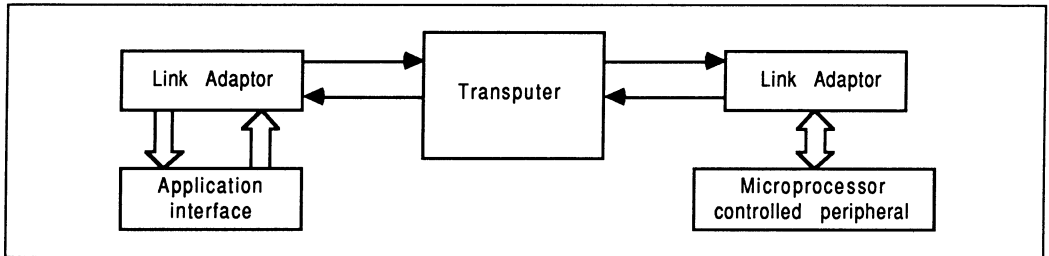 Link Adaptor
Transputer
Link Adaptor
Application
interface
Microprocessor
controlled peripheral